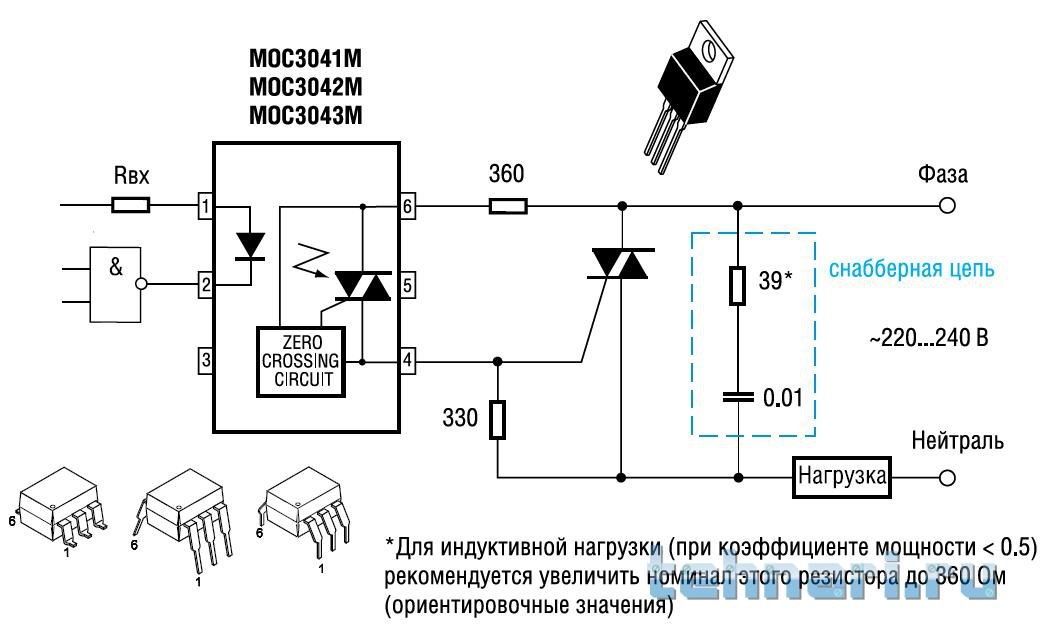 MOC3041M
MOC3042M
MOC3043M
Rвх
360
Фаза
1
6
&
39*
снабберная цепь
2
5
ZERO
CROSSING
CIRCUIT
~220...240 В
3
4
0.01
330
Нейтраль
Нагрузка
6
1
6
1
6
1
*Для индуктивной нагрузки (при коэффициенте мощности < 0.5)
рекомендуется увеличить номинал этого резистора до 360 Ом
(ориентировочные значения)
tehnari.ru